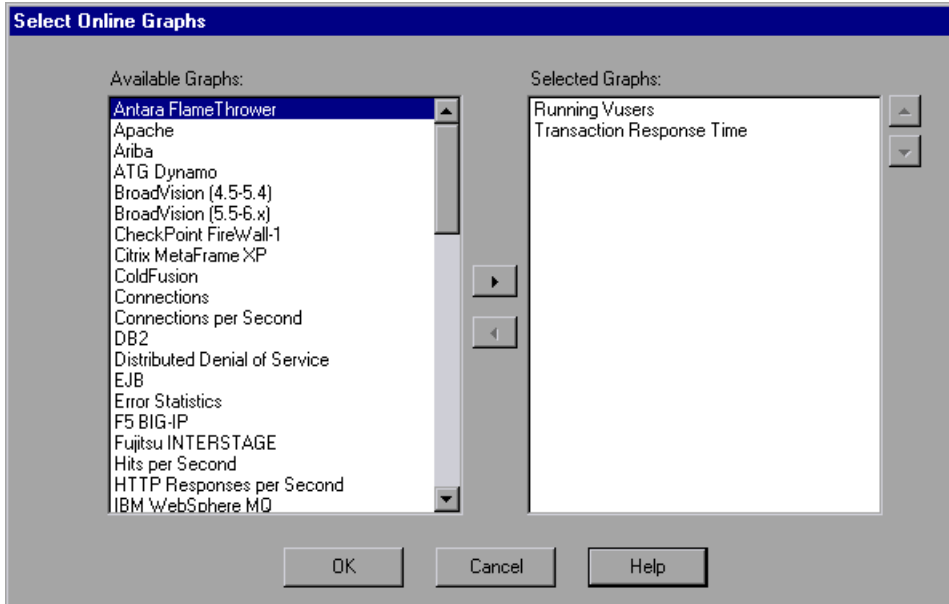 Select Online Graphs
Available Graphs:
Antara FlameThrower
Apache
Ariba
ATG Dynamo
BroadVision (4.5-5.4)
BroadVision (5.5-6.x)
CheckPoint FireWall-1
Citrix MetaFrame XP
ColdFusion
Connections
Connections per Second
DB2
Distributed Denial of Service
EJB
Error Statistics
F5 BIG-IP
Fujitsu INTERSTAGE
Hits per Second
HTTP Responses per Second
IBM WebSphere MQ
Selected Graphs:
Running Vusers
Transaction Response Time
OK
Cancel
Help